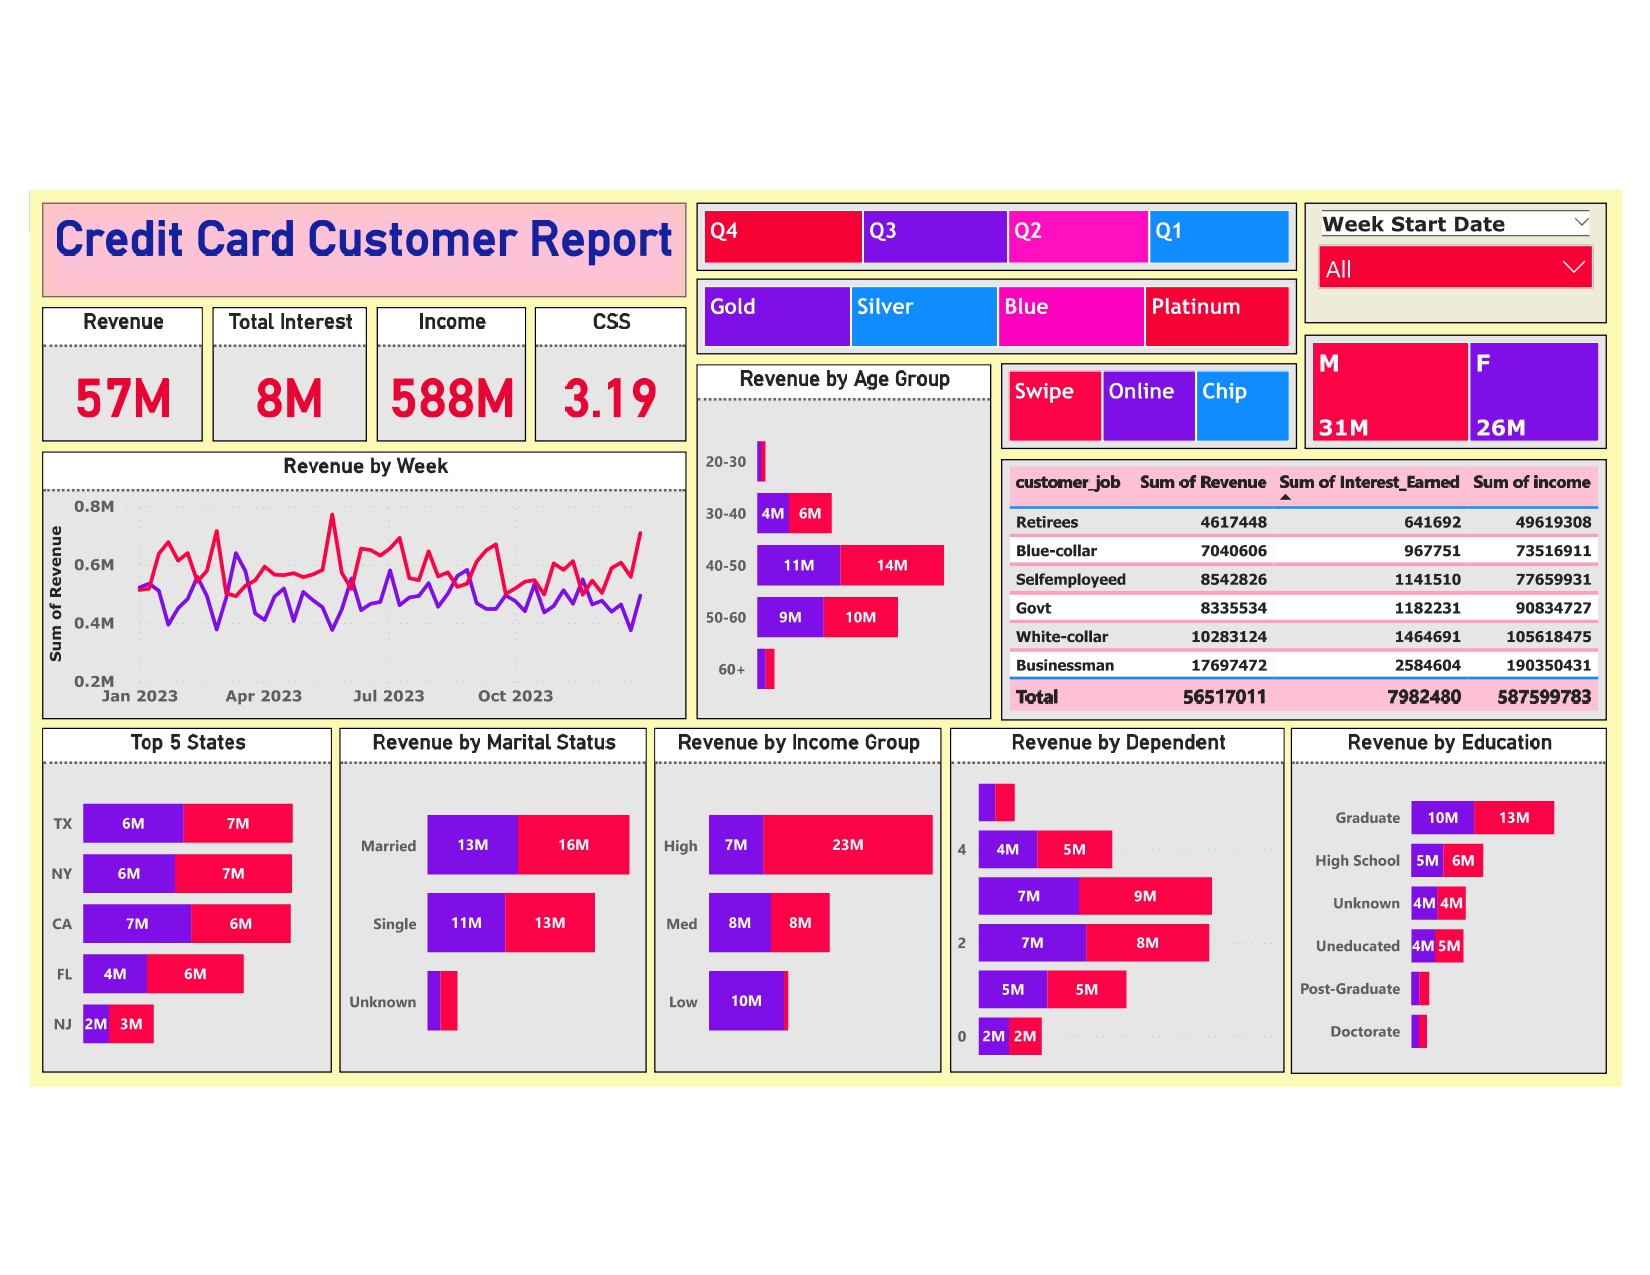 Credit Card Customer Report
Q4 Q3 Q2 Q1
Week Start Date
All
Gold Silver Blue Platinum
Revenue
57M
Total Interest
8M
Income
588M
CSS
3.19
M
31M
F
26M
Swipe Online Chip
Revenue by Week
Sum of Revenue
0.8M
0.6M
0.4M
0.2M
Jan 2023 Apr 2023 Jul 2023 Oct 2023
Revenue by Age Group
20-30
30-40 4M 6M
40-50 11M 14M
50-60 9M 10M
60+
customer_job Sum of Revenue Sum of Interest_Earned Sum of income
Retirees 4617448 641692 49619308
Blue-collar 7040606 967751 73516911
Selfemployeed 8542826 1141510 77659931
Govt 8335534 1182231 90834727
White-collar 10283124 1464691 105618475
Businessman 17697472 2584604 190350431
Total 56517011 7982480 587599783
Top 5 States
TX 6M 7M
NY 6M 7M
CA 7M 6M
FL 4M 6M
NJ 2M 3M
Revenue by Marital Status
Married 13M 16M
Single 11M 13M
Unknown
Revenue by Income Group
High 7M 23M
Med 8M 8M
Low 10M
Revenue by Dependent
4 4M 5M
7M 9M
2 7M 8M
5M 5M
0 2M 2M
Revenue by Education
Graduate 10M 13M
High School 5M 6M
Unknown 4M 4M
Uneducated 4M 5M
Post-Graduate
Doctorate